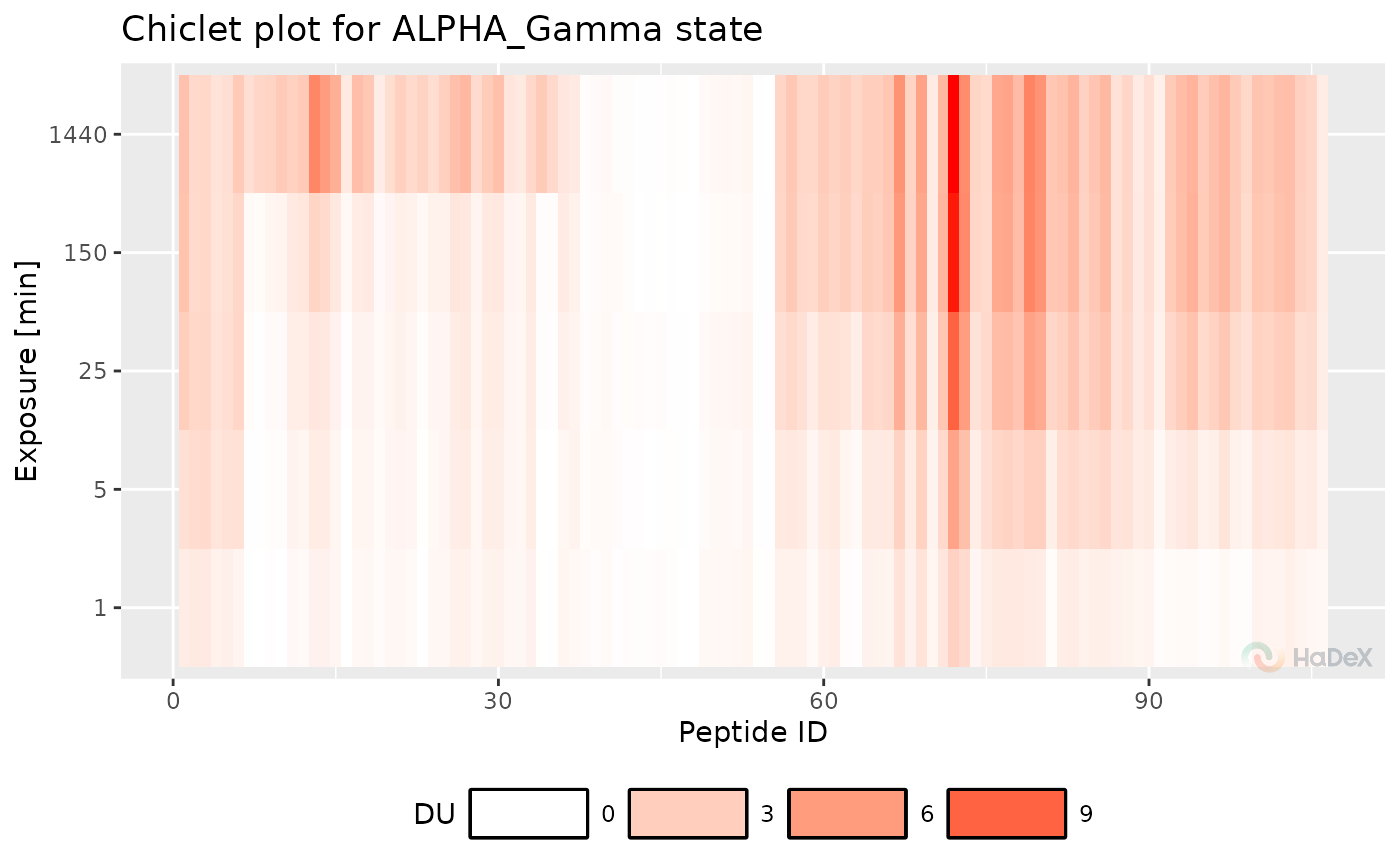 Chiclet plot for ALPHA_Gamma state
Exposure [min]
1440
150
25
5
1
0 30 60 90
Peptide ID
HaDeX
DU 0 3 6 9